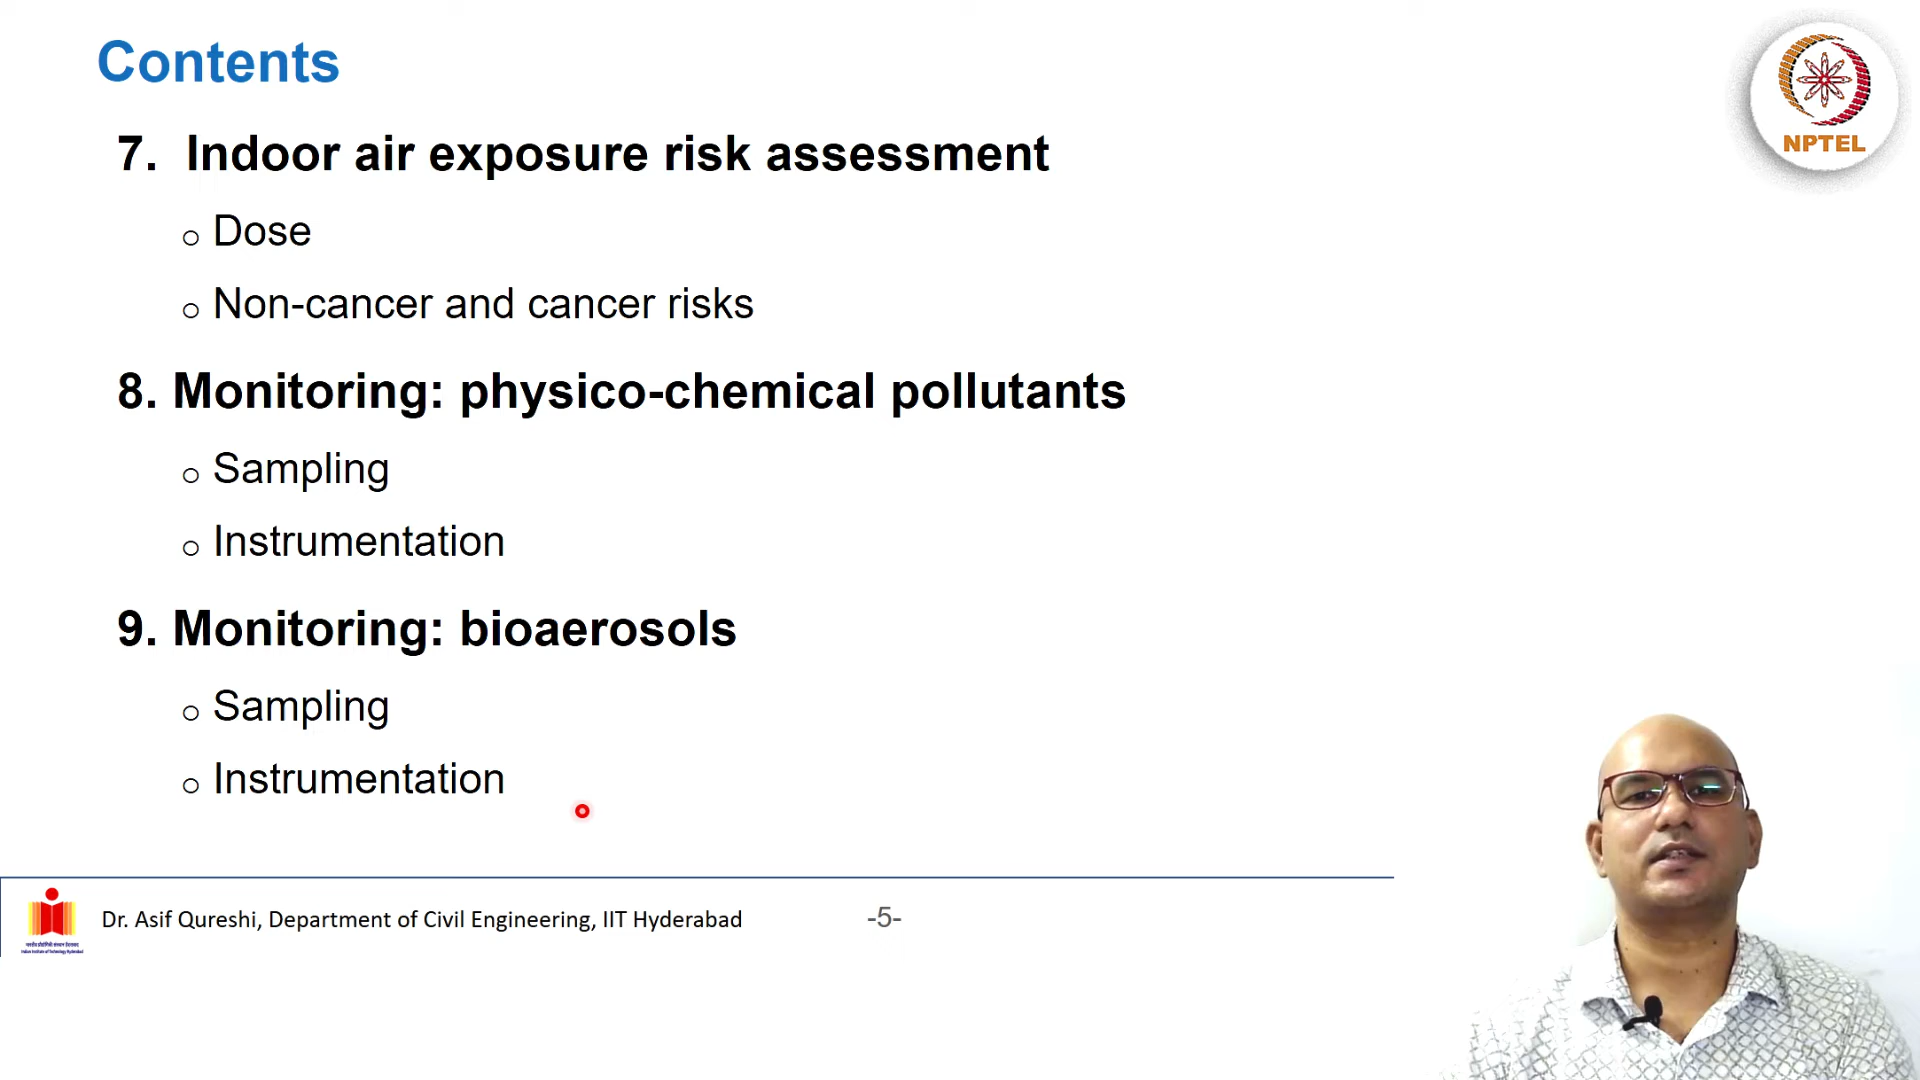 Contents
NPTEL
7. Indoor air exposure risk assessment
o Dose
o Non-cancer and cancer risks
8. Monitoring: physico-chemical pollutants
o Sampling
o Instrumentation
9. Monitoring: bioaerosols
o Sampling
o Instrumentation
Dr. Asif Qureshi, Department of Civil Engineering, IIT Hyderabad
-5-